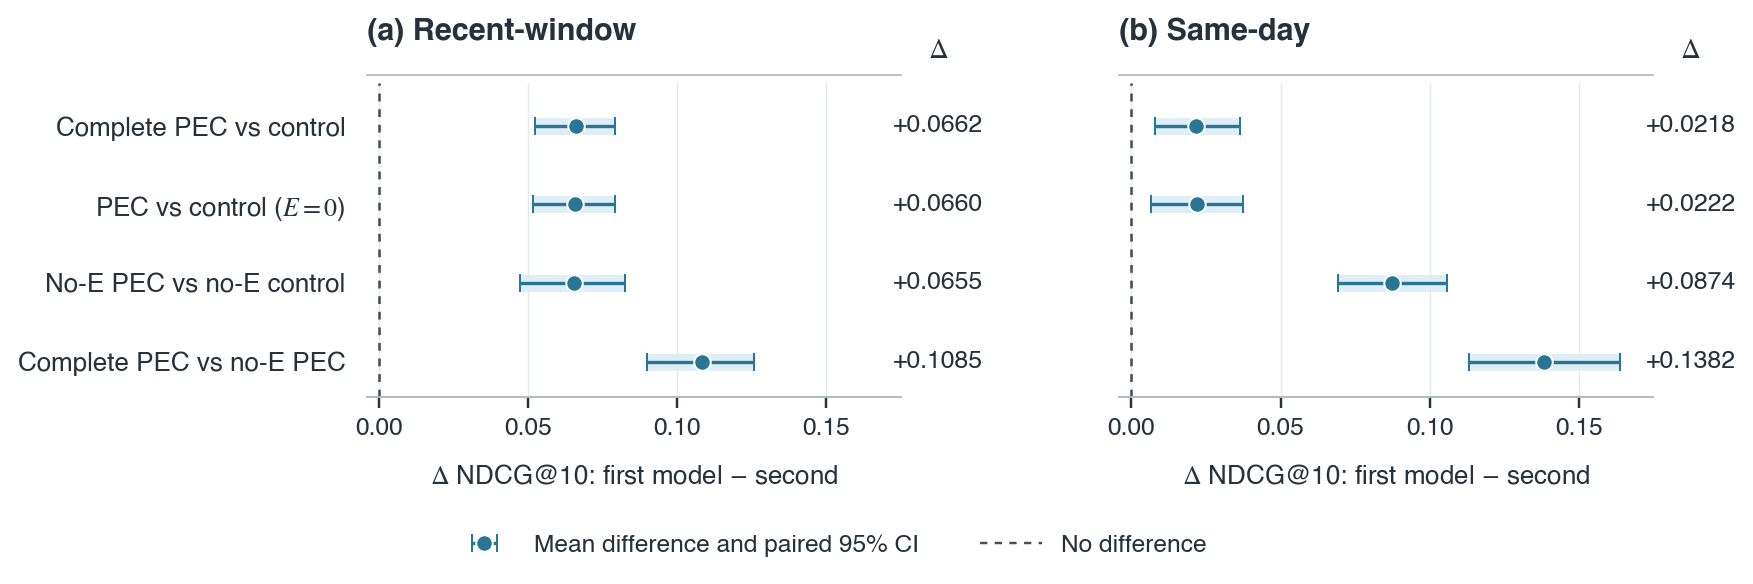 (a) Recent-window
Δ
(b) Same-day
Δ
Complete PEC vs control
+0.0662
+0.0218
PEC vs control (E=0)
+0.0660
+0.0222
No-E PEC vs no-E control
+0.0655
+0.0874
Complete PEC vs no-E PEC
+0.1085
+0.1382
0.00 0.05 0.10 0.15
0.00 0.05 0.10 0.15
Δ NDCG@10: first model − second
Δ NDCG@10: first model − second
Mean difference and paired 95% CI
No difference